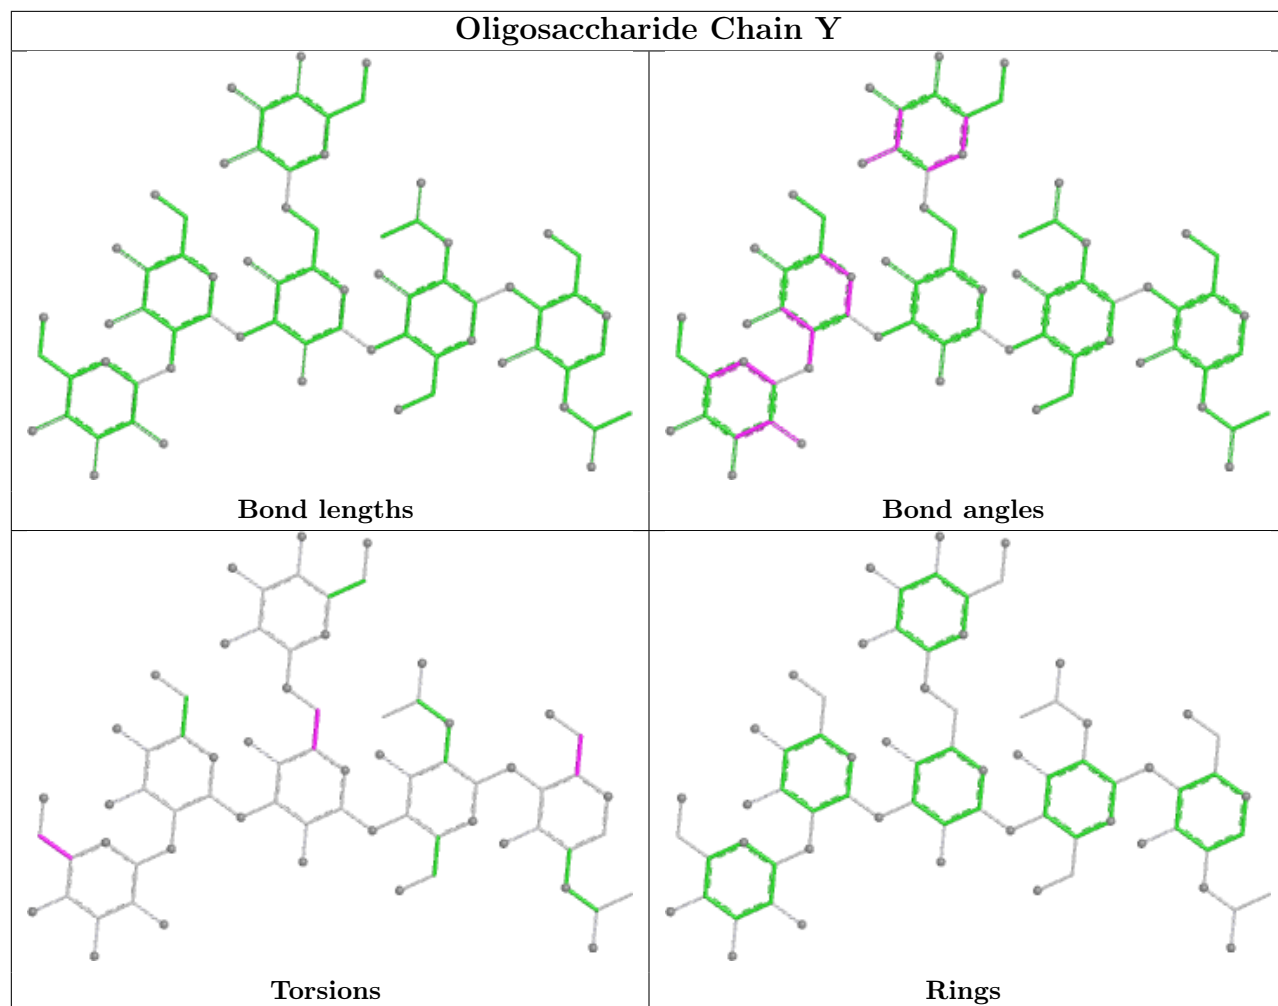 Oligosaccharide Chain Y
Bond lengths
Bond angles
Torsions
Rings